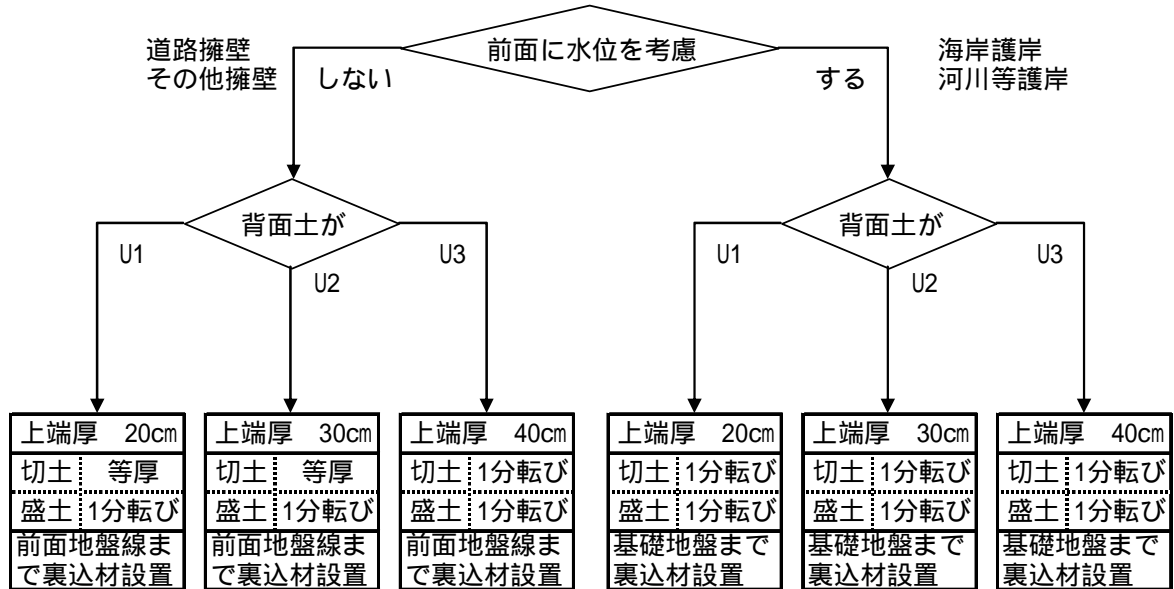 前面に水位を考慮
道路擁壁
その他擁壁
しない
する
海岸護岸
河川等護岸
背面土が
U1
U2
U3
背面土が
U1
U2
U3
上端厚 20cm
切土 等厚
盛土 1分転び
前面地盤線ま
で裏込材設置
上端厚 30cm
切土 等厚
盛土 1分転び
前面地盤線ま
で裏込材設置
上端厚 40cm
切土 1分転び
盛土 1分転び
前面地盤線ま
で裏込材設置
上端厚 20cm
切土 1分転び
盛土 1分転び
基礎地盤まで
裏込材設置
上端厚 30cm
切土 1分転び
盛土 1分転び
基礎地盤まで
裏込材設置
上端厚 40cm
切土 1分転び
盛土 1分転び
基礎地盤まで
裏込材設置